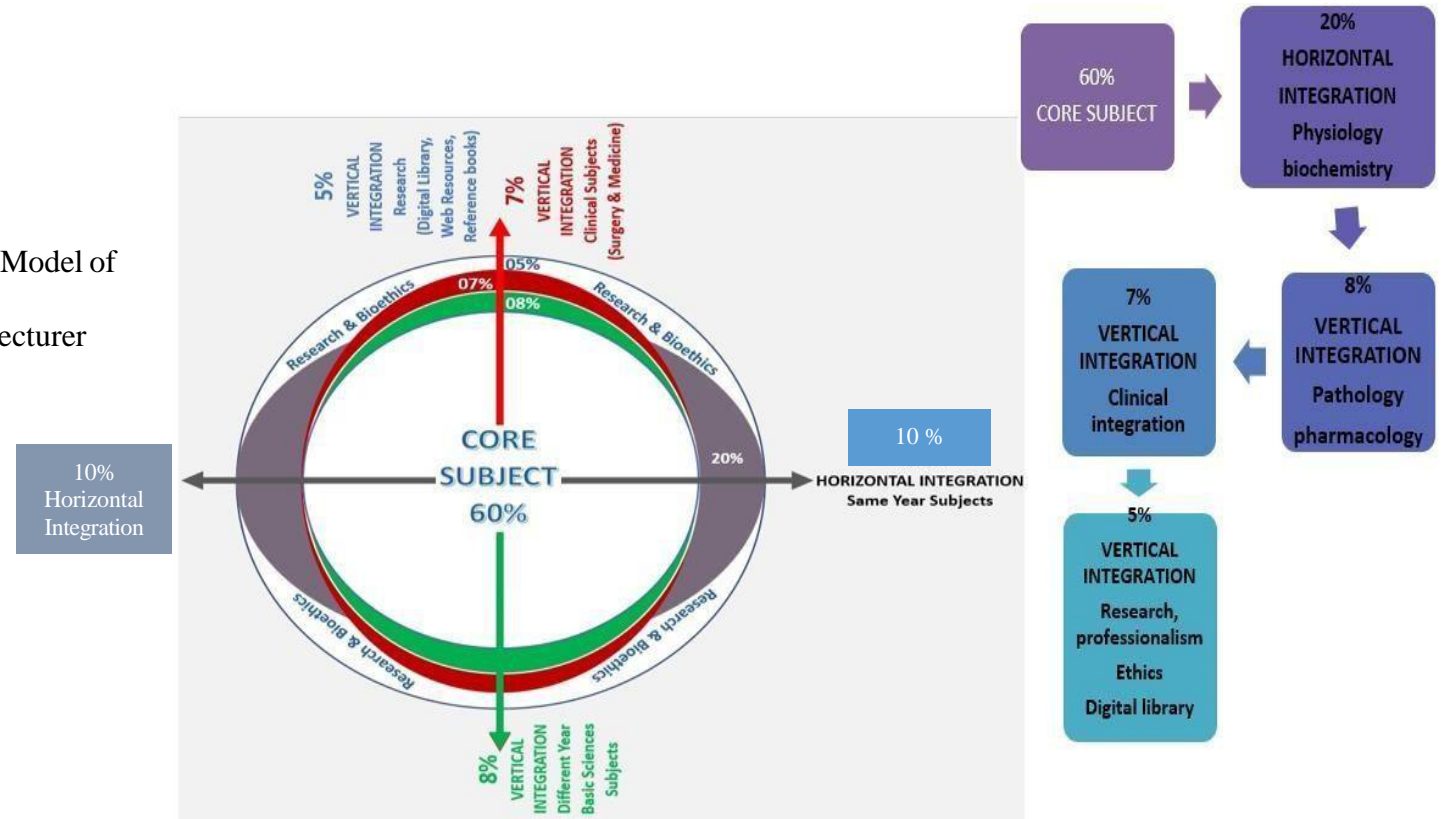 Model of
ecturer
10%
Horizontal
Integration
5%
VERTICAL
INTEGRATION
Research
(Digital Library,
Web Resources,
Reference books)
7%
VERTICAL
INTEGRATION
Clinical Subjects
(Surgery & Medicine)
05%
07%
08%
Research & Bioethics
Research & Bioethics
CORE
SUBJECT
60%
20%
Research & Bioethics
Research & Bioethics
10 %
HORIZONTAL INTEGRATION
Same Year Subjects
8%
VERTICAL
INTEGRATION
Different Year
Basic Sciences
Subjects
60%
CORE SUBJECT
20%
HORIZONTAL
INTEGRATION
Physiology
biochemistry
8%
VERTICAL
INTEGRATION
Pathology
pharmacology
7%
VERTICAL
INTEGRATION
Clinical
integration
5%
VERTICAL
INTEGRATION
Research,
professionalism
Ethics
Digital library